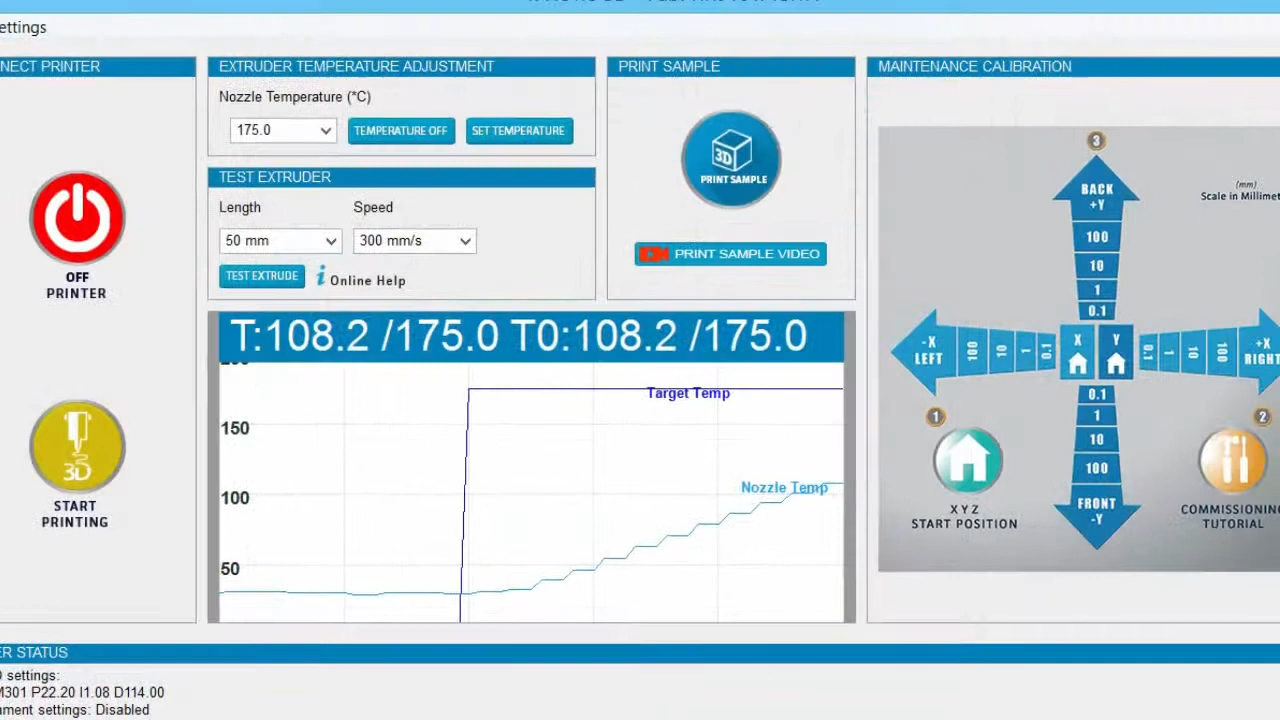 ettings
NECT PRINTER
OFF
PRINTER
START
PRINTING
EXTRUDER TEMPERATURE ADJUSTMENT
Nozzle Temperature (*C)
175.0
TEMPERATURE OFF
SET TEMPERATURE
TEST EXTRUDER
Length
Speed
50 mm
300 mm/s
TEST EXTRUDE
i Online Help
T:108.2 /175.0 T0:108.2 /175.0
Target Temp
150
Nozzle Temp
100
50
PRINT SAMPLE
3D
PRINT SAMPLE
PRINT SAMPLE VIDEO
MAINTENANCE CALIBRATION
3
(mm)
Scale in Millimet
BACK
+Y
100
10
1
0.1
-X
LEFT
100
10
1
0.1
X
Y
0.1
1
10
100
+X
RIGHT
0.1
1
10
100
FRONT
-Y
1
X Y Z
START POSITION
2
COMMISSIONING
TUTORIAL
3D
ER STATUS
D settings:
M301 P22.20 I1.08 D114.00
ament settings: Disabled